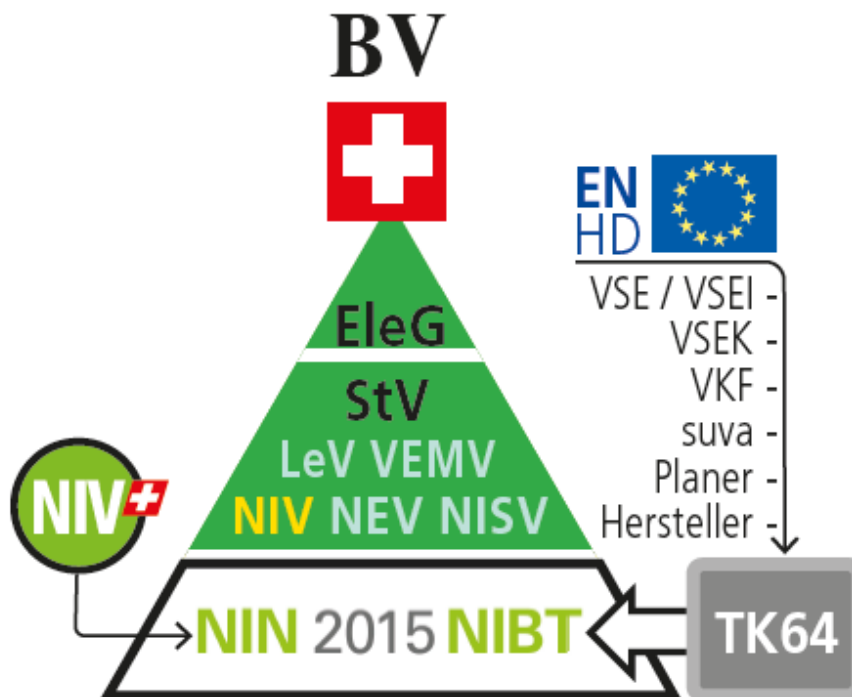 BV
EN
HD
VSE / VSEI -
VSEK -
VKF -
suva -
Planer -
Hersteller -
EleG
StV
LeV VEMV
NIV NEV NISV
NIV
NIN 2015 NIBT
TK64